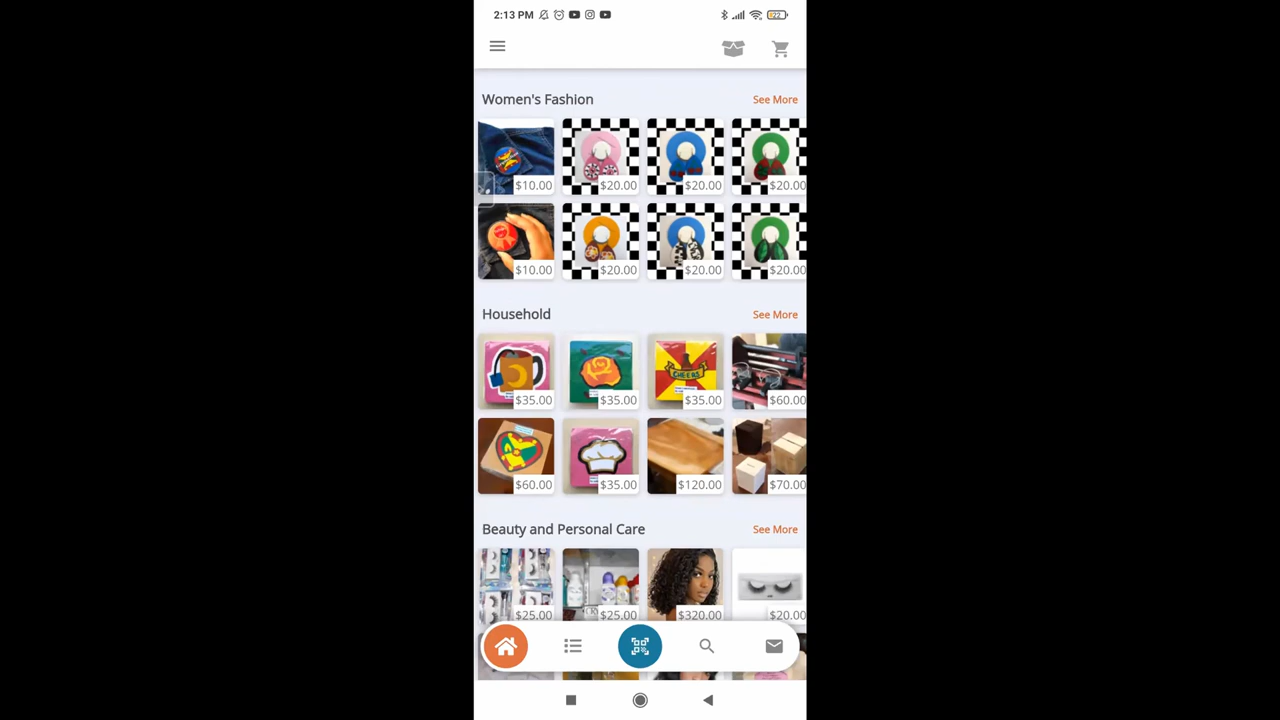 2:13 PM
22
Women's Fashion
See More
$10.00
$20.00
$20.00
$20.00
$10.00
$20.00
$20.00
$20.00
Household
See More
CHEERS
$35.00
$35.00
$35.00
$60.00
$60.00
$35.00
$120.00
$70.00
Beauty and Personal Care
See More
$25.00
$25.00
$320.00
$20.00